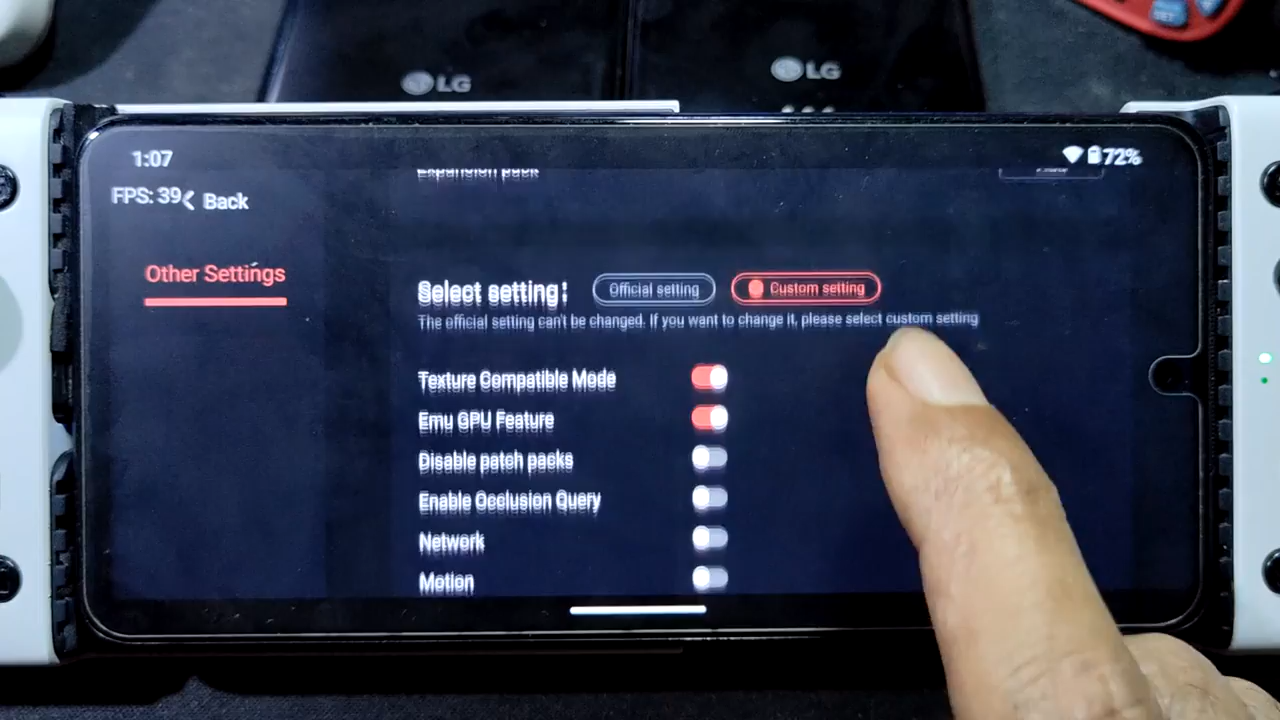 LG
LG
1:07
72%
FPS: 39
Back
Expansion pack
Other Settings
Select setting:
Official setting
Custom setting
The official setting can't be changed. If you want to change it, please select custom setting
Texture Compatible Mode
Emu GPU Feature
Disable patch packs
Enable Occlusion Query
Network
Motion